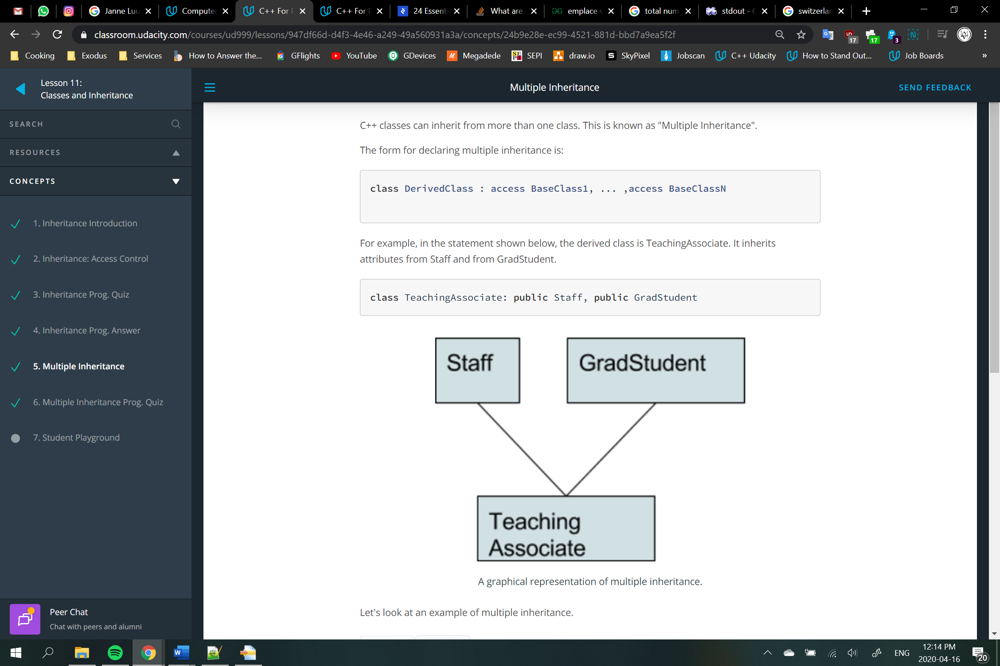 Janne Luu
Computer
C++ For
C++ For
24 Essenti
What are
emplace
total num
stdout -
switzerlan
classroom.udacity.com/courses/ud999/lessons/947df66d-d4f3-4e46-a249-49a560931a3a/concepts/24b9e28e-ec99-4521-881d-bbd7a9ea5f2f
17
17
3
Cooking
Exodus
Services
How to Answer the...
GFlights
YouTube
GDevices
Megadede
SEPI
draw.io
SkyPixel
Jobscan
C++ Udacity
How to Stand Out...
Job Boards
»
Lesson 11:
Classes and Inheritance
SEARCH
RESOURCES
CONCEPTS
1. Inheritance Introduction
2. Inheritance: Access Control
3. Inheritance Prog. Quiz
4. Inheritance Prog. Answer
5. Multiple Inheritance
6. Multiple Inheritance Prog. Quiz
7. Student Playground
Peer Chat
Chat with peers and alumni
Multiple Inheritance
SEND FEEDBACK
C++ classes can inherit from more than one class. This is known as "Multiple Inheritance".
The form for declaring multiple inheritance is:
class DerivedClass : access BaseClass1, ... ,access BaseClassN
For example, in the statement shown below, the derived class is TeachingAssociate. It inherits
attributes from Staff and from GradStudent.
class TeachingAssociate: public Staff, public GradStudent
Staff
GradStudent
Teaching
Associate
A graphical representation of multiple inheritance.
Let's look at an example of multiple inheritance.
ENG
12:14 PM
2020-04-16
20